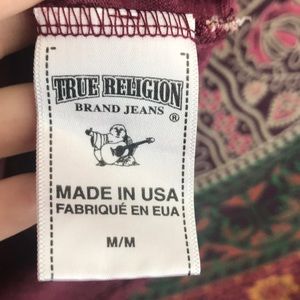 TRUE RELIGION
BRAND JEANS ®
MADE IN USA
FABRIQUÉ EN EUA
M/M